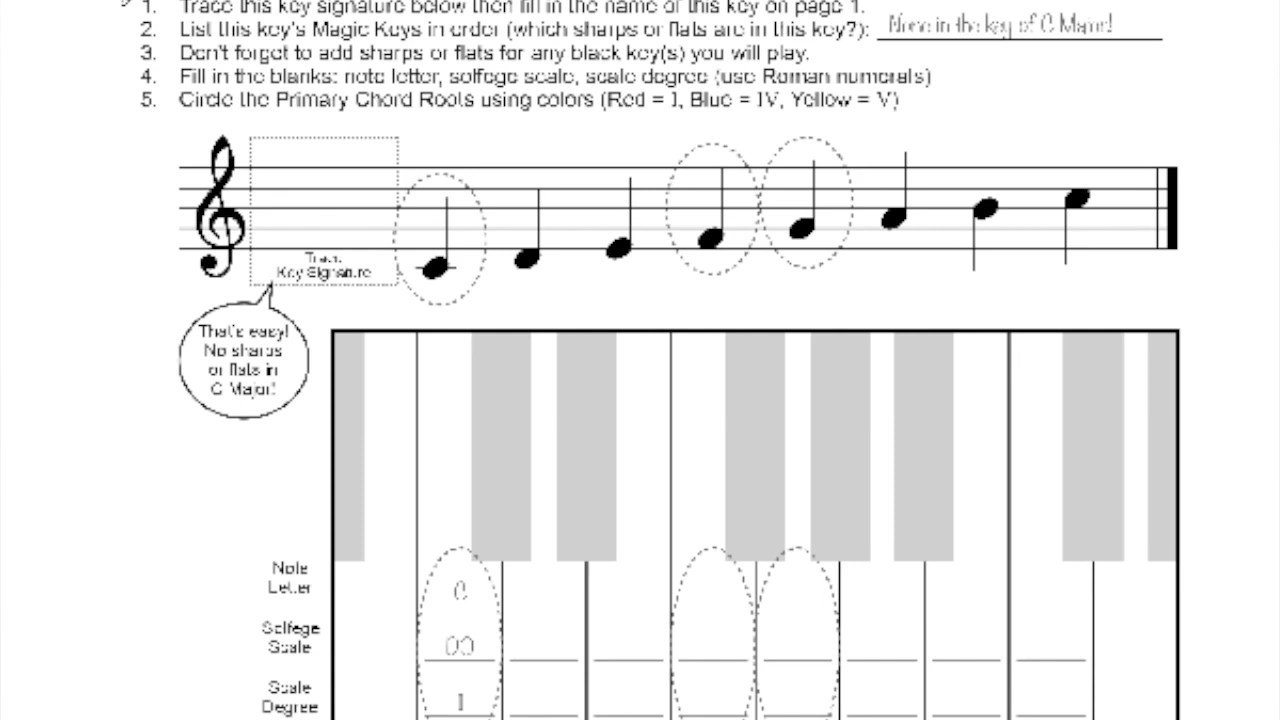 1. Trace this key signature below then fill in the name of this key on page 1.
2. List this key's Magic Keys in order (which sharps or flats are in this key?): None in the key of C Major!
3. Don't forget to add sharps or flats for any black key(s) you will play.
4. Fill in the blanks: note letter, solfege scale, scale degree (use Roman numerals)
5. Circle the Primary Chord Roots using colors (Red = I, Blue = IV, Yellow = V)
Trace
Key Signature
That's easy!
No sharps
or flats in
C Major!
Note
Letter
C
Solfege
Scale
DO
Scale
Degree
I